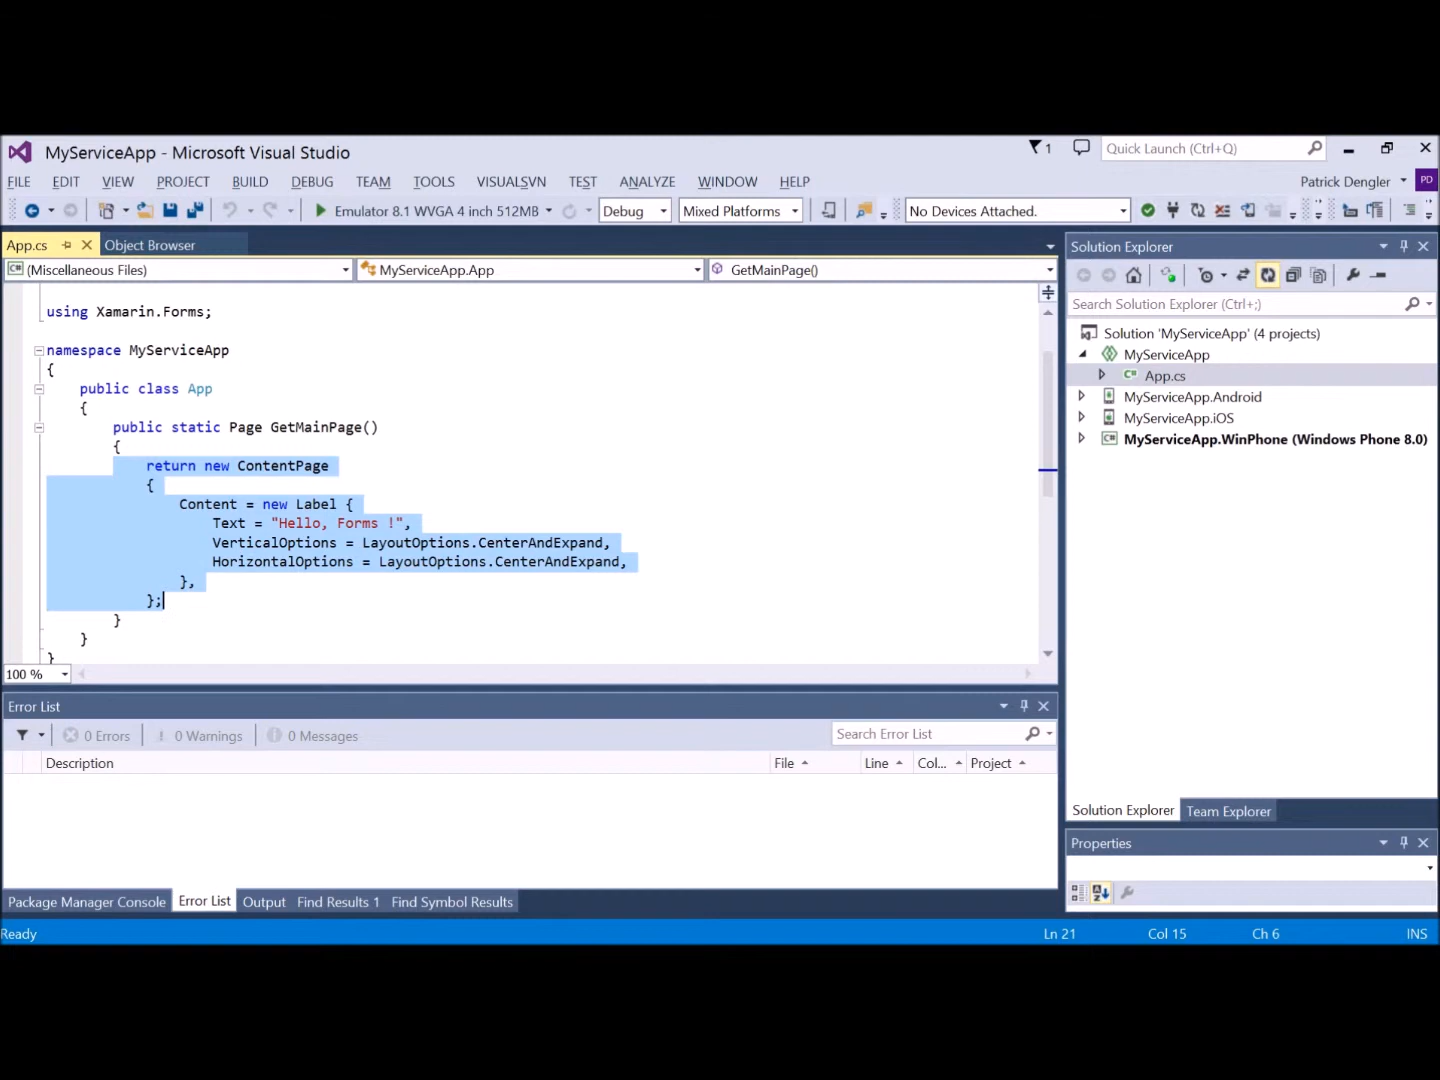 MyServiceApp - Microsoft Visual Studio
1
Quick Launch (Ctrl+Q)
FILE EDIT VIEW PROJECT BUILD DEBUG TEAM TOOLS VISUALSVN TEST ANALYZE WINDOW HELP
Patrick Dengler
PD
Emulator 8.1 WVGA 4 inch 512MB
Debug
Mixed Platforms
No Devices Attached.
App.cs
Object Browser
(Miscellaneous Files)
MyServiceApp.App
GetMainPage()
using Xamarin.Forms;
namespace MyServiceApp
{
public class App
{
public static Page GetMainPage()
{
return new ContentPage
{
Content = new Label {
Text = "Hello, Forms !",
VerticalOptions = LayoutOptions.CenterAndExpand,
HorizontalOptions = LayoutOptions.CenterAndExpand,
},
};
}
}
}
100 %
Solution Explorer
Search Solution Explorer (Ctrl+;)
Solution 'MyServiceApp' (4 projects)
MyServiceApp
C# App.cs
MyServiceApp.Android
MyServiceApp.iOS
C# MyServiceApp.WinPhone (Windows Phone 8.0)
Solution Explorer
Team Explorer
Properties
Error List
0 Errors
0 Warnings
0 Messages
Search Error List
Description
File
Line
Col...
Project
Package Manager Console
Error List
Output
Find Results 1
Find Symbol Results
Ready
Ln 21
Col 15
Ch 6
INS